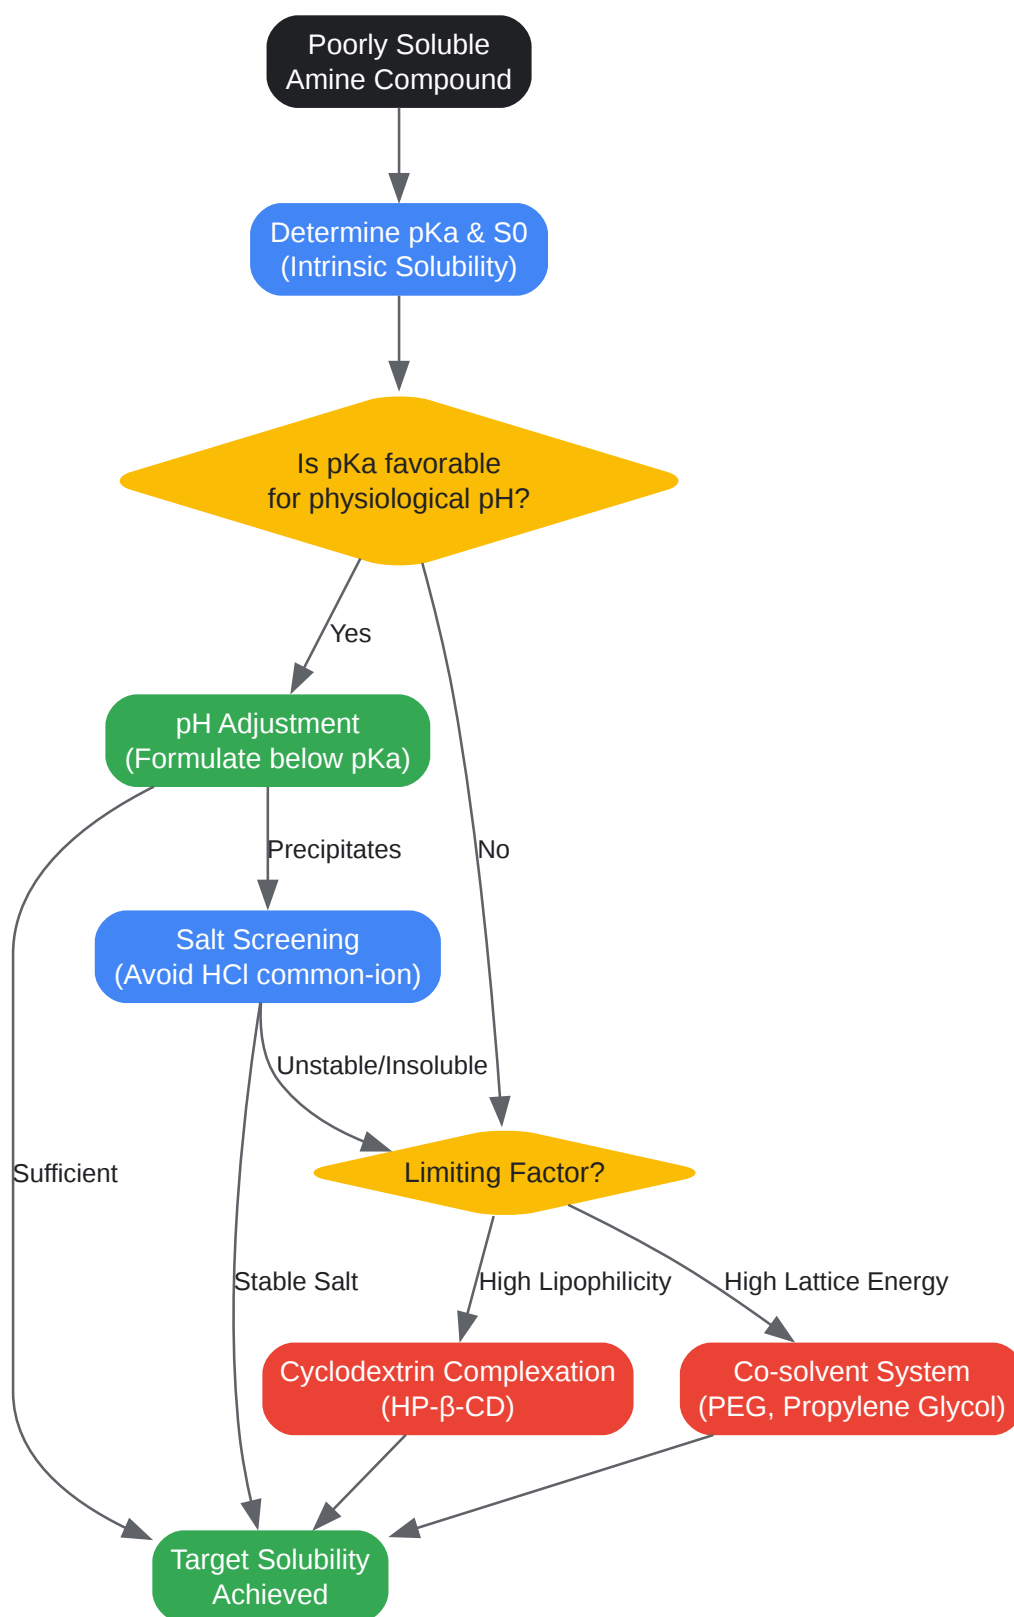 Poorly Soluble
Amine Compound
Determine pKa & S0
(Intrinsic Solubility)
Is pKa favorable
for physiological pH?
Yes
pH Adjustment
(Formulate below pKa)
Precipitates
No
Salt Screening
(Avoid HCl common-ion)
Unstable/Insoluble
Sufficient
Limiting Factor?
Stable Salt
High Lipophilicity
High Lattice Energy
Cyclodextrin Complexation
(HP-β-CD)
Co-solvent System
(PEG, Propylene Glycol)
Target Solubility
Achieved